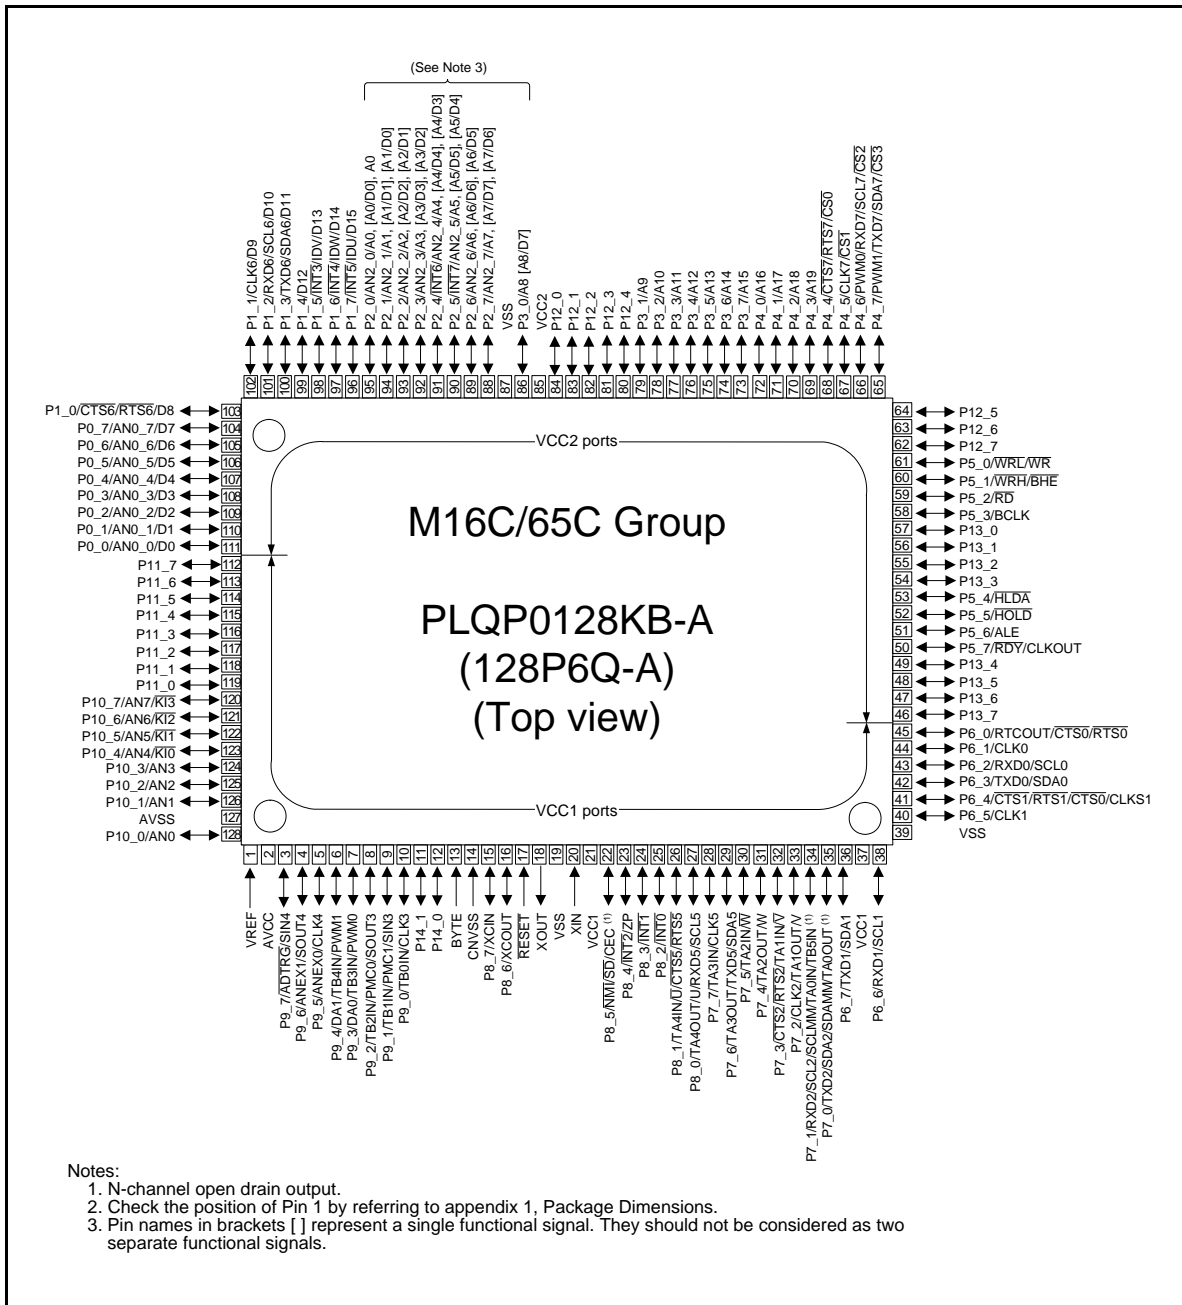 (See Note 3)
P1_1/CLK6/D9
P1_2/RXD6/SCL6/D10
P1_3/TXD6/SDA6/D11
P1_4/D12
P1_5/INT3/IDV/D13
P1_6/INT4/IDW/D14
P1_7/INT5/IDU/D15
P2_0/AN2_0/A0, [A0/D0], A0
P2_1/AN2_1/A1, [A1/D1], [A1/D0]
P2_2/AN2_2/A2, [A2/D2], [A2/D1]
P2_3/AN2_3/A3, [A3/D3], [A3/D2]
P2_4/INT6/AN2_4/A4, [A4/D4], [A4/D3]
P2_5/INT7/AN2_5/A5, [A5/D5], [A5/D4]
P2_6/AN2_6/A6, [A6/D6], [A6/D5]
P2_7/AN2_7/A7, [A7/D7], [A7/D6]
VSS
P3_0/A8 [A8/D7]
VCC2
P12_0
P12_1
P12_2
P12_3
P12_4
P3_1/A9
P3_2/A10
P3_3/A11
P3_4/A12
P3_5/A13
P3_6/A14
P3_7/A15
P4_0/A16
P4_1/A17
P4_2/A18
P4_3/A19
P4_4/CTS7/RTS7/CS0
P4_5/CLK7/CS1
P4_6/PWM0/RXD7/SCL7/CS2
P4_7/PWM1/TXD7/SDA7/CS3
102 101 100 99 98 97 96 95 94 93 92 91 90 89 88 87 86 85 84 83 82 81 80 79 78 77 76 75 74 73 72 71 70 69 68 67 66 65
P1_0/CTS6/RTS6/D8 103
P0_7/AN0_7/D7 104
P0_6/AN0_6/D6 105
P0_5/AN0_5/D5 106
P0_4/AN0_4/D4 107
P0_3/AN0_3/D3 108
P0_2/AN0_2/D2 109
P0_1/AN0_1/D1 110
P0_0/AN0_0/D0 111
P11_7 112
P11_6 113
P11_5 114
P11_4 115
P11_3 116
P11_2 117
P11_1 118
P11_0 119
P10_7/AN7/KI3 120
P10_6/AN6/KI2 121
P10_5/AN5/KI1 122
P10_4/AN4/KI0 123
P10_3/AN3 124
P10_2/AN2 125
P10_1/AN1 126
AVSS 127
P10_0/AN0 128
VCC2 ports
M16C/65C Group
PLQP0128KB-A
(128P6Q-A)
(Top view)
VCC1 ports
64 P12_5
63 P12_6
62 P12_7
61 P5_0/WRL/WR
60 P5_1/WRH/BHE
59 P5_2/RD
58 P5_3/BCLK
57 P13_0
56 P13_1
55 P13_2
54 P13_3
53 P5_4/HLDA
52 P5_5/HOLD
51 P5_6/ALE
50 P5_7/RDY/CLKOUT
49 P13_4
48 P13_5
47 P13_6
46 P13_7
45 P6_0/RTCOUT/CTS0/RTS0
44 P6_1/CLK0
43 P6_2/RXD0/SCL0
42 P6_3/TXD0/SDA0
41 P6_4/CTS1/RTS1/CTS0/CLKS1
40 P6_5/CLK1
39 VSS
1 2 3 4 5 6 7 8 9 10 11 12 13 14 15 16 17 18 19 20 21 22 23 24 25 26 27 28 29 30 31 32 33 34 35 36 37 38
VREF
AVCC
P9_7/ADTRG/SIN4
P9_6/ANEX1/SOUT4
P9_5/ANEX0/CLK4
P9_4/DA1/TB4IN/PWM1
P9_3/DA0/TB3IN/PWM0
P9_2/TB2IN/PMC0/SOUT3
P9_1/TB1IN/PMC1/SIN3
P9_0/TB0IN/CLK3
P14_1
P14_0
BYTE
CNVSS
P8_7/XCIN
P8_6/XCOUT
RESET
XOUT
VSS
XIN
VCC1
P8_5/NMI/SD/CEC (1)
P8_4/INT2/ZP
P8_3/INT1
P8_2/INT0
P8_1/TA4IN/U/CTS5/RTS5
P8_0/TA4OUT/U/RXD5/SCL5
P7_7/TA3IN/CLK5
P7_6/TA3OUT/TXD5/SDA5
P7_5/TA2IN/W
P7_4/TA2OUT/W
P7_3/CTS2/RTS2/TA1IN/V
P7_2/CLK2/TA1OUT/V
P7_1/RXD2/SCL2/SCLMM/TA0IN/TB5IN (1)
P7_0/TXD2/SDA2/SDAMM/TA0OUT (1)
P6_7/TXD1/SDA1
VCC1
P6_6/RXD1/SCL1
Notes:
1. N-channel open drain output.
2. Check the position of Pin 1 by referring to appendix 1, Package Dimensions.
3. Pin names in brackets [ ] represent a single functional signal. They should not be considered as two
separate functional signals.